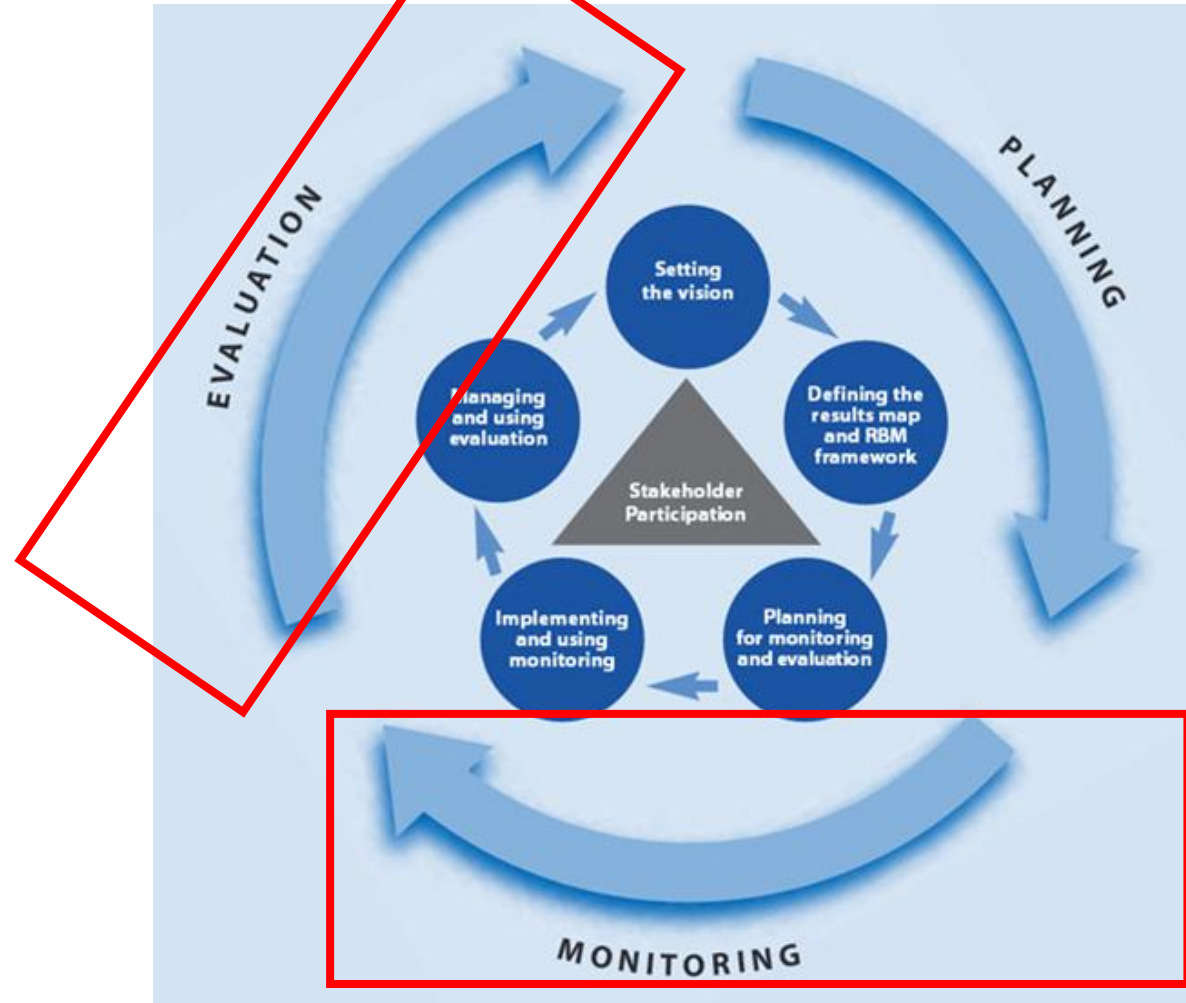 PLANNING
EVALUATION
Setting
the vision
Managing
and using
evaluation
Defining the
results map
and RBM
framework
Stakeholder
Participation
Implementing
and using
monitoring
Planning
for monitoring
and evaluation
MONITORING